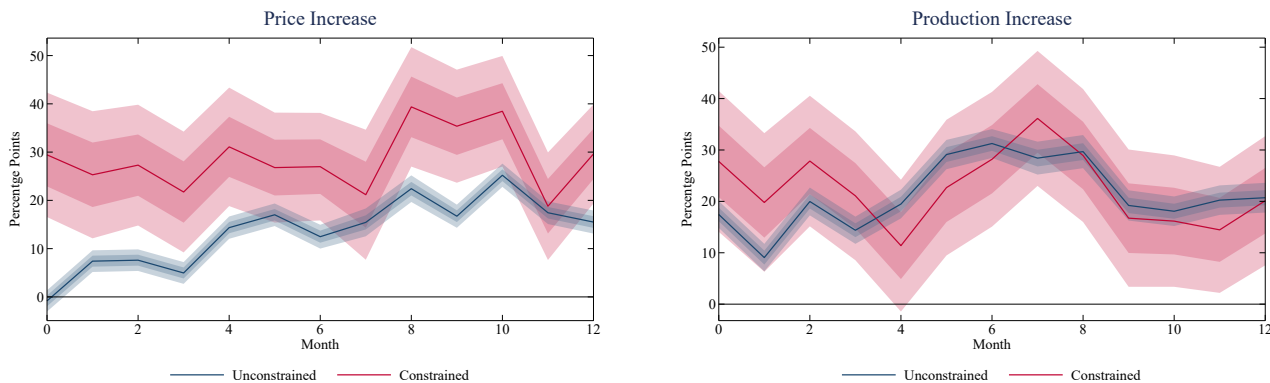 Price Increase
Percentge Points
50
40
30
20
10
0
0 2 4 6 8 10 12
Month
Unconstrained Constrained
Production Increase
Percentge Points
50
40
30
20
10
0
0 2 4 6 8 10 12
Month
Unconstrained Constrained